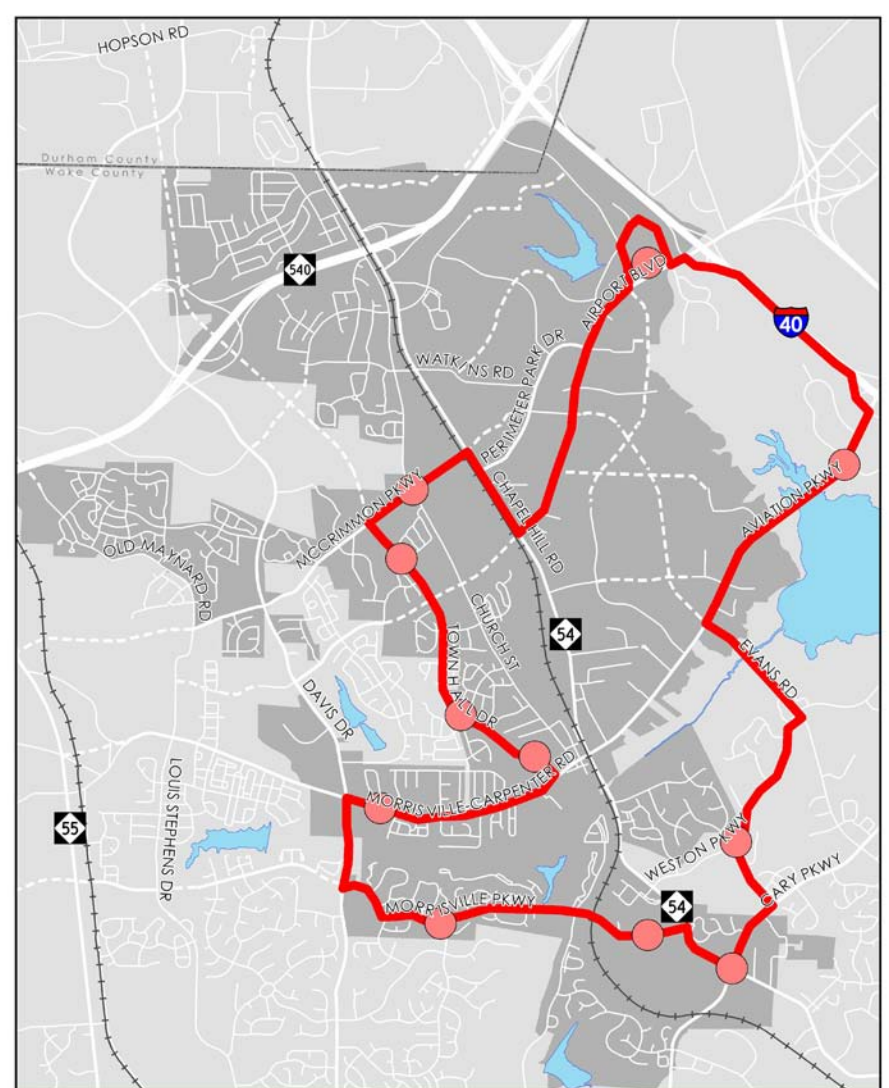 HOPSON RD
Durham County
Wake County
540
40
AIRPORT BLVD
WATKINS RD
PERIMETER PARK DR
MCCRIMMON PKWY
CHAPEL HILL RD
AVIATION PKWY
OLD MAYNARD RD
CHURCH ST
54
TOWN HALL DR
EVANS RD
DAVIS DR
LOUIS STEPHENS DR
55
MORRISVILLE-CARPENTER RD
WESTON PKWY
CARY PKWY
MORRISVILLE PKWY
54